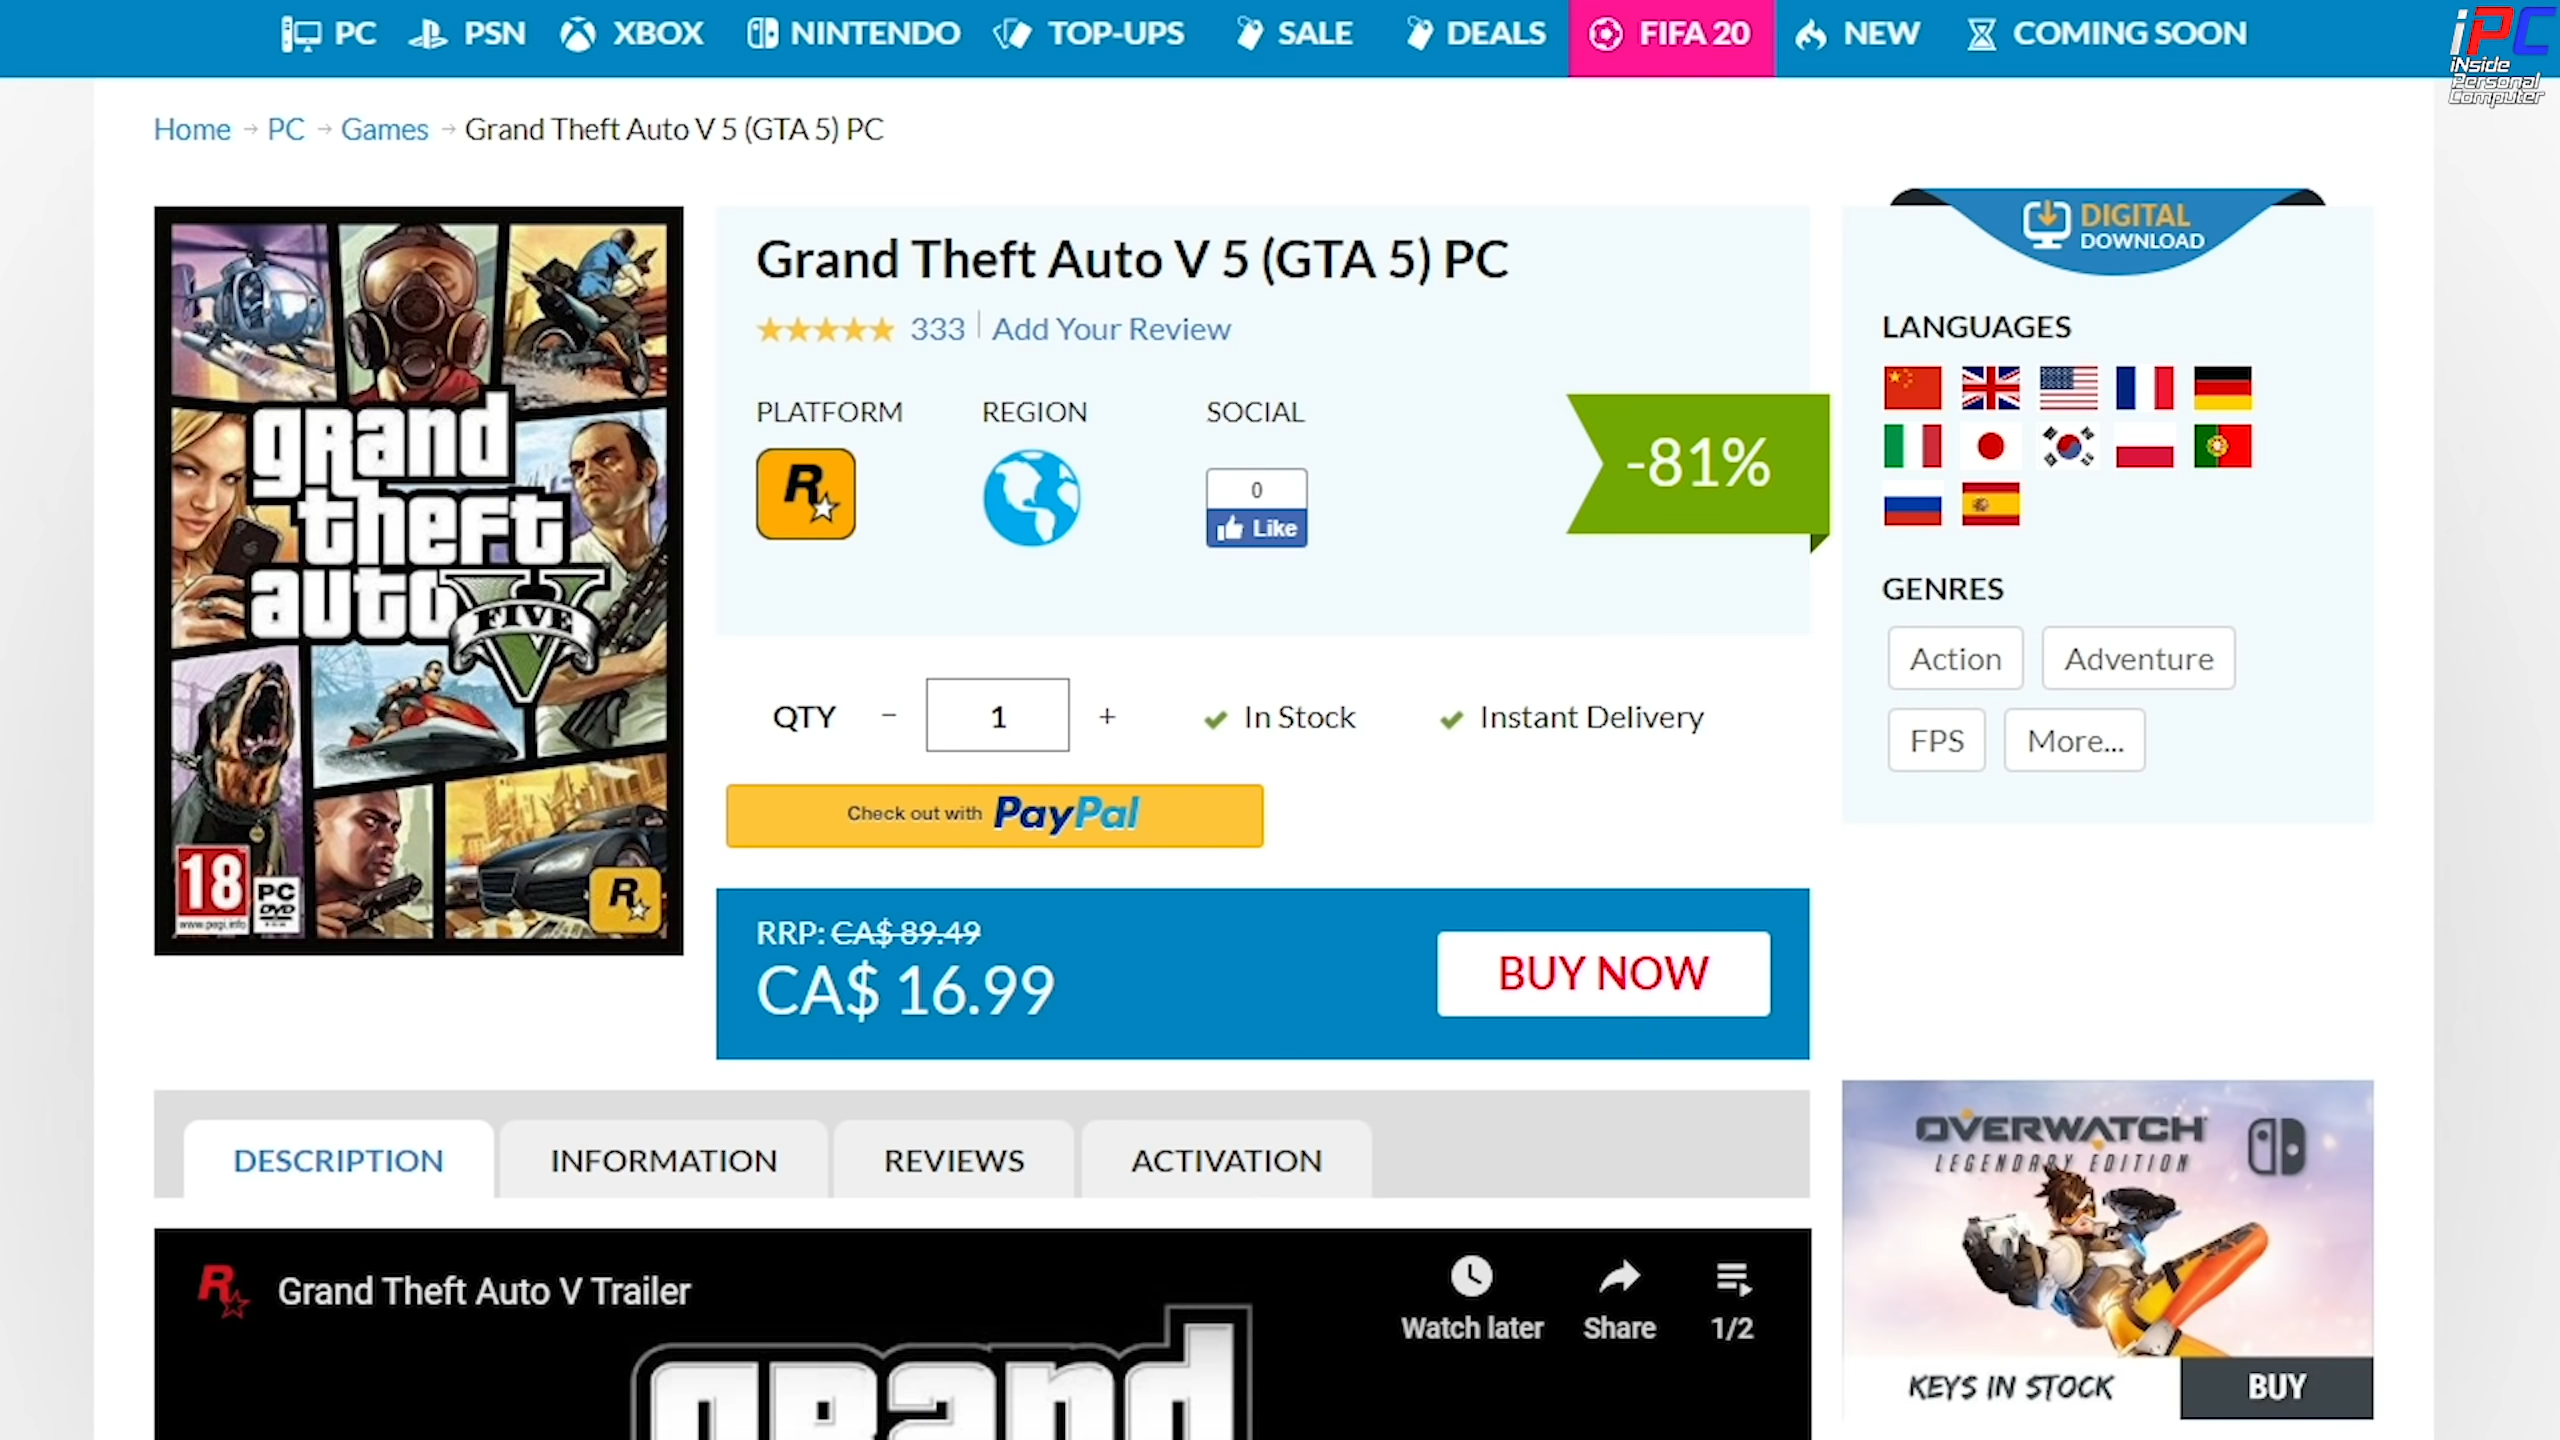 PC PSN XBOX NINTENDO TOP-UPS SALE DEALS FIFA 20 NEW COMING SOON
iPC
iNside
Personal
Computer
Home → PC → Games → Grand Theft Auto V 5 (GTA 5) PC
grand
theft
auto V
FIVE
18
www.pegi.info
PC
DVD
R
Grand Theft Auto V 5 (GTA 5) PC
333 | Add Your Review
PLATFORM REGION SOCIAL
R
0
Like
-81%
DIGITAL
DOWNLOAD
LANGUAGES
GENRES
Action Adventure
FPS More...
QTY − 1 + In Stock Instant Delivery
Check out with PayPal
RRP: CA$ 89.49
CA$ 16.99
BUY NOW
DESCRIPTION INFORMATION REVIEWS ACTIVATION
R Grand Theft Auto V Trailer
Watch later Share 1/2
grand
OVERWATCH
LEGENDARY EDITION
KEYS IN STOCK BUY